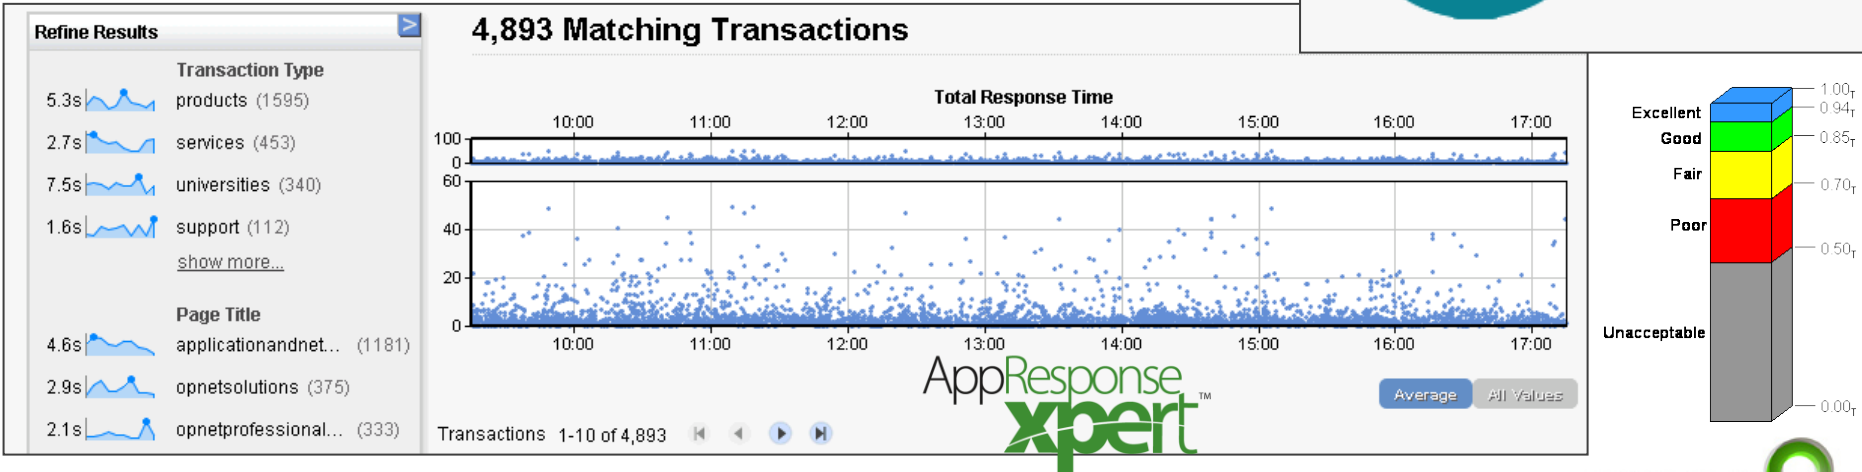 Refine Results
>
Transaction Type
5.3s products (1595)
2.7s services (453)
7.5s universities (340)
1.6s support (112)
show more...
Page Title
4.6s applicationandnet... (1181)
2.9s opnetsolutions (375)
2.1s opnetprofessional... (333)
4,893 Matching Transactions
Total Response Time
10:00 11:00 12:00 13:00 14:00 15:00 16:00 17:00
100
0
60
40
20
0
10:00 11:00 12:00 13:00 14:00 15:00 16:00 17:00
AppResponse
xpert™
Average All Values
Transactions 1-10 of 4,893
Excellent
Good
Fair
Poor
Unacceptable
1.00T
0.94T
0.85T
0.70T
0.50T
0.00T